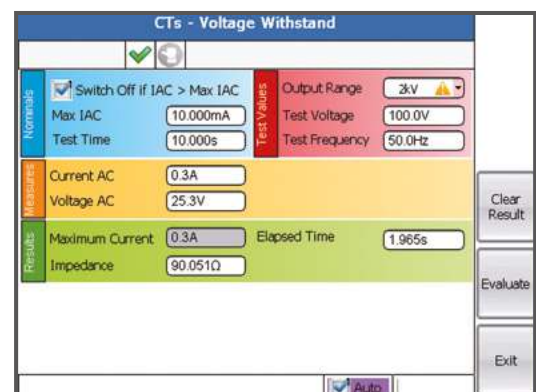 CTs - Voltage Withstand
Nominals
Switch Off if IAC > Max IAC
Max IAC 10.000mA
Test Time 10.000s
Test Values
Output Range 2kV
Test Voltage 100.0V
Test Frequency 50.0Hz
Measures
Current AC 0.3A
Voltage AC 25.3V
Results
Maximum Current 0.3A
Elapsed Time 1.965s
Impedance 90.051Ω
Clear
Result
Evaluate
Exit
Auto